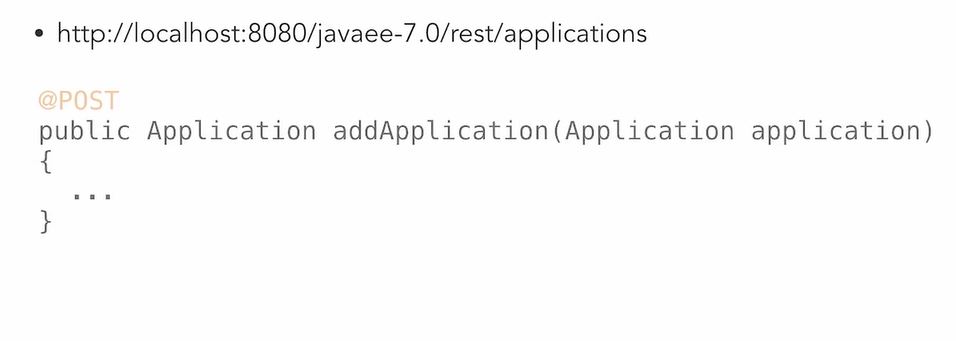 • http://localhost:8080/javaee-7.0/rest/applications
@POST
public Application addApplication(Application application)
{
...
}